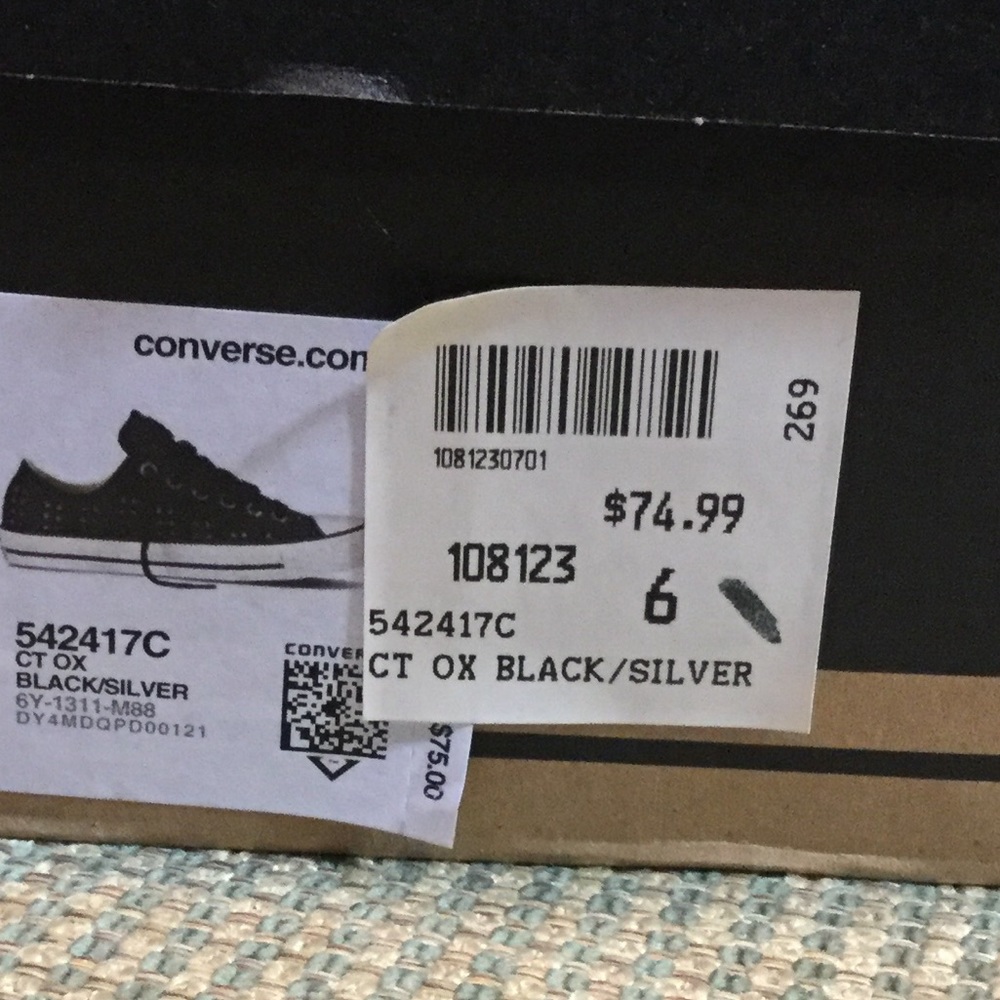 converse.com
542417C
CT OX
BLACK/SILVER
6Y-1311-M88
DY4MDQPD00121
CONVER
$75.00
1081230701
269
$74.99
108123
6
542417C
CT OX BLACK/SILVER